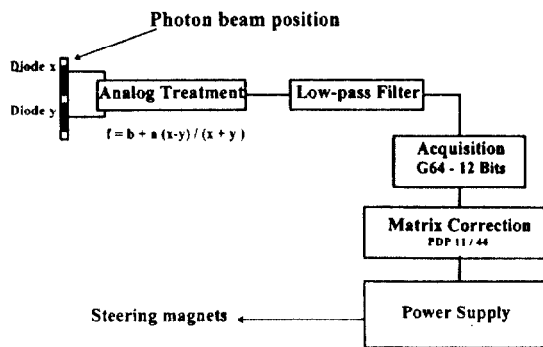 Photon beam position
Diode x
Analog Treatment
Low-pass Filter
Diode y
f = b + a (x-y) / (x + y )
Acquisition
G64 - 12 Bits
Matrix Correction
PDP 11 / 44
Steering magnets
Power Supply